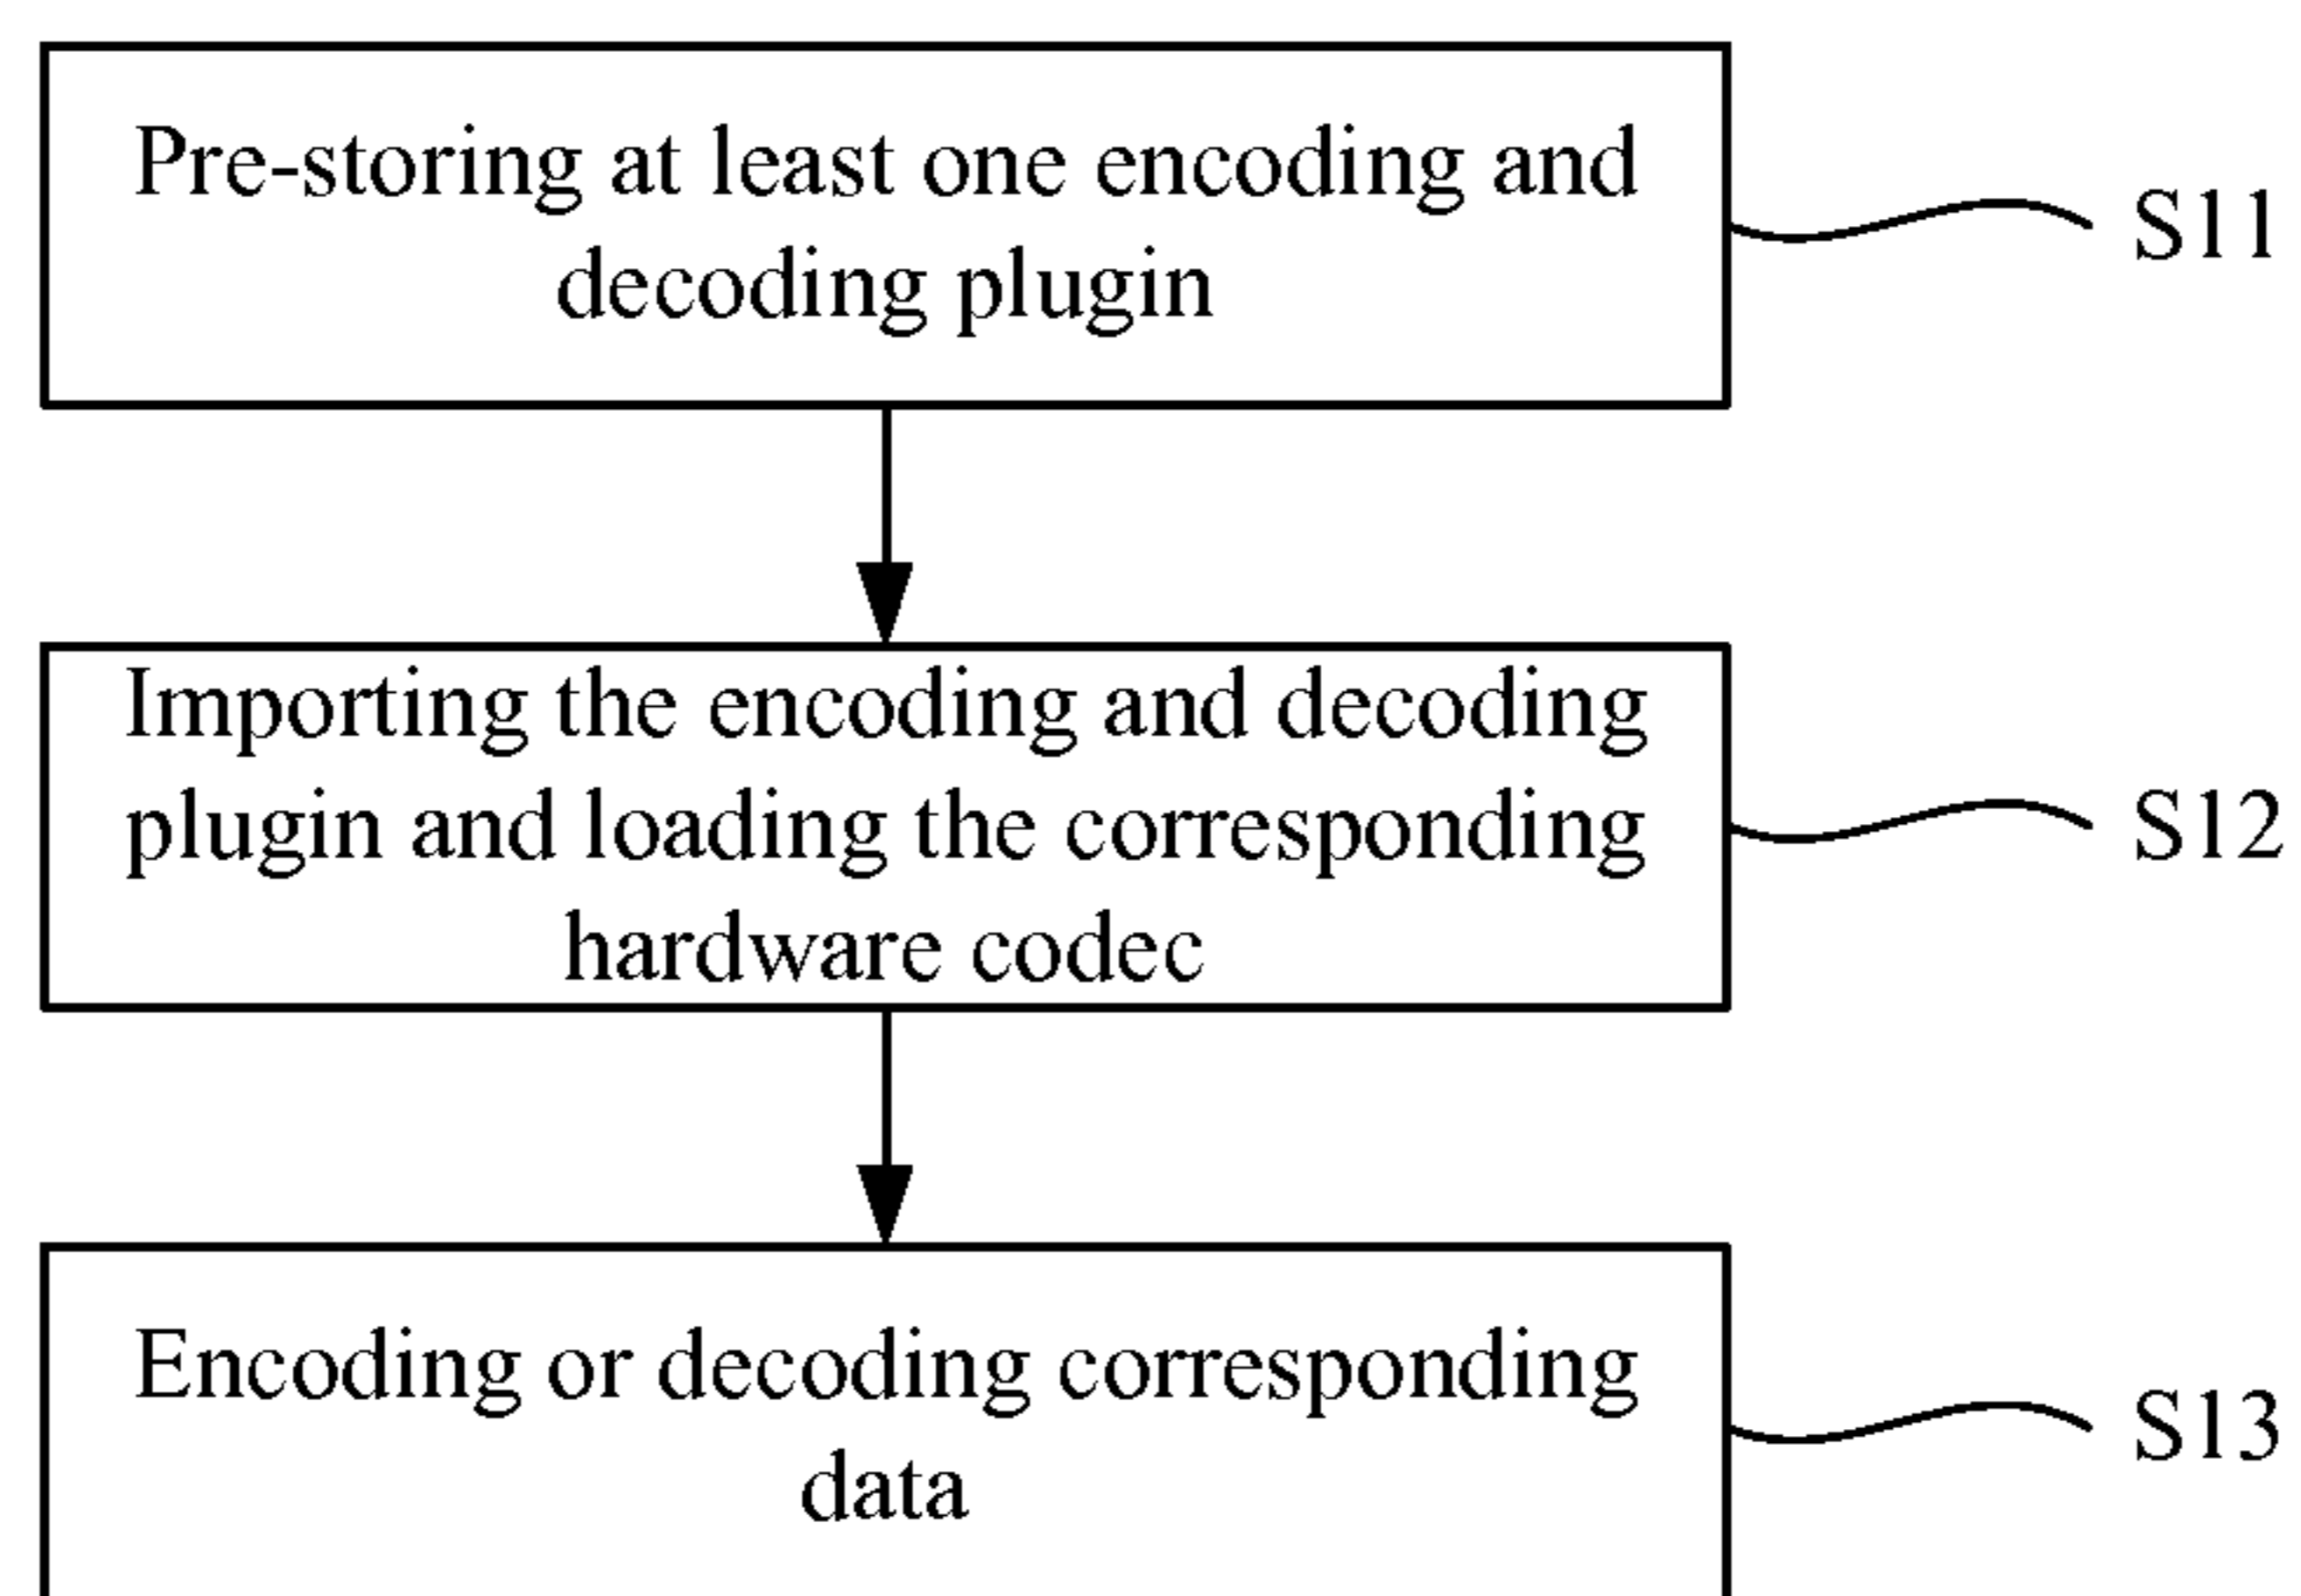 Pre-storing at least one encoding and
decoding plugin
S11
Importing the encoding and decoding
plugin and loading the corresponding
hardware codec
S12
Encoding or decoding corresponding
data
S13